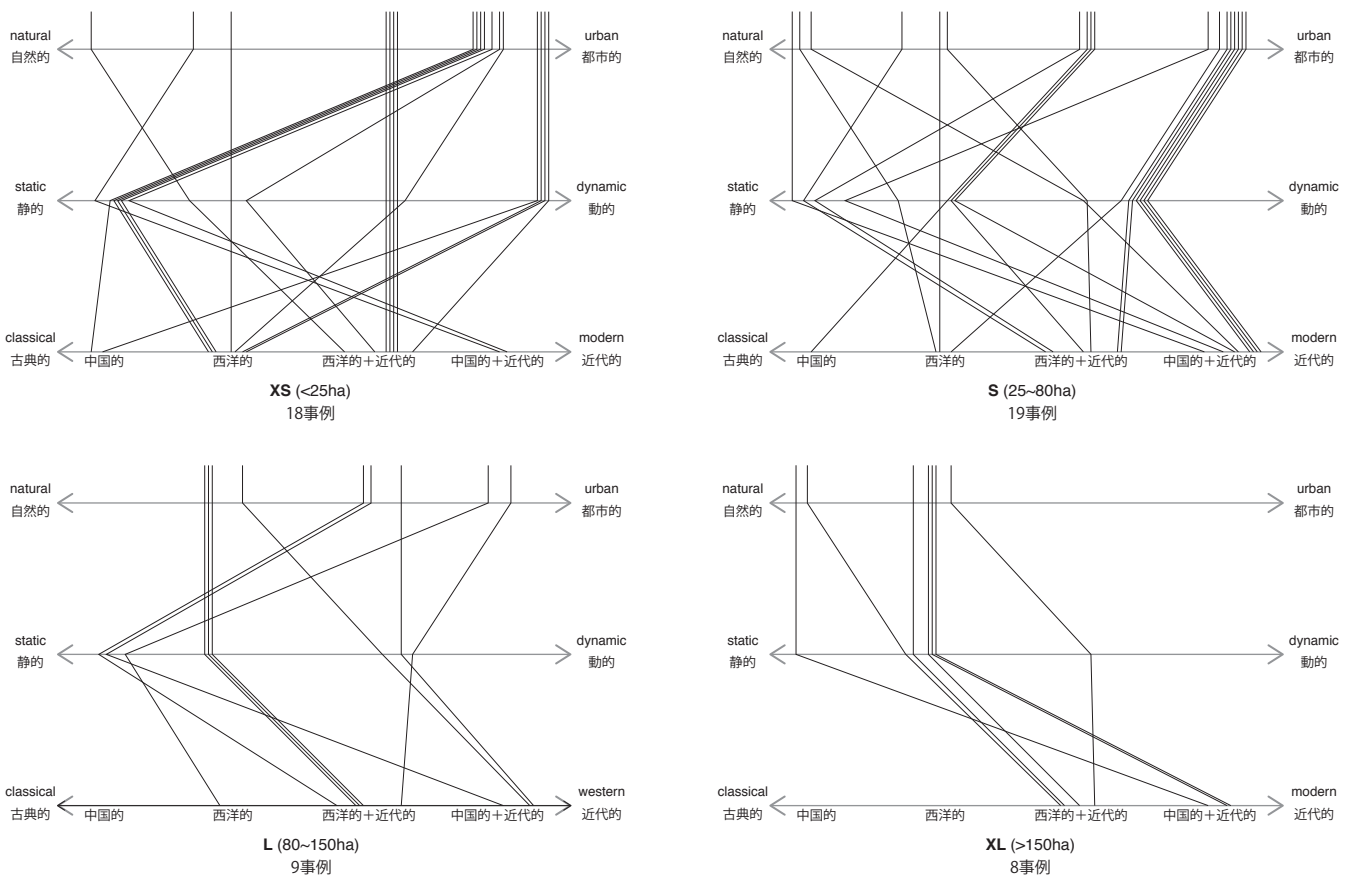 natural
自然的
urban
都市的
static
静的
dynamic
動的
classical
古典的
modern
近代的
中国的
西洋的
西洋的＋近代的
中国的＋近代的
XS (<25ha)
18事例
natural
自然的
urban
都市的
static
静的
dynamic
動的
classical
古典的
modern
近代的
中国的
西洋的
西洋的＋近代的
中国的＋近代的
S (25~80ha)
19事例
natural
自然的
urban
都市的
static
静的
dynamic
動的
classical
古典的
western
近代的
中国的
西洋的
西洋的＋近代的
中国的＋近代的
L (80~150ha)
9事例
natural
自然的
urban
都市的
static
静的
dynamic
動的
classical
古典的
modern
近代的
中国的
西洋的
西洋的＋近代的
中国的＋近代的
XL (>150ha)
8事例